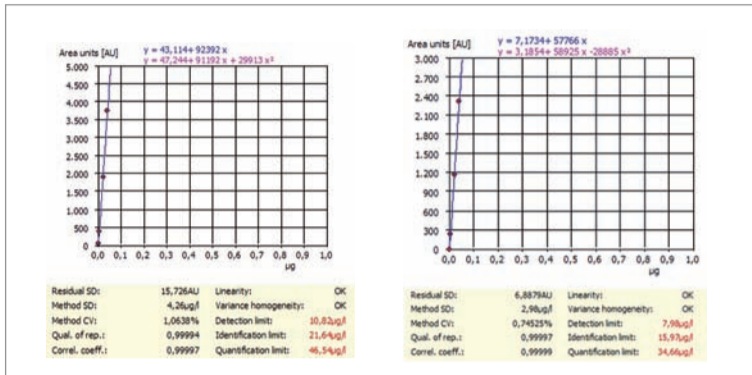 y = 43,114+ 92392 x
Area units [AU]
y = 47,244+ 91192 x + 29913 x²
5.000
4.500
4.000
3.500
3.000
2.500
2.000
1.500
1.000
500
0
0,0 0,1 0,2 0,3 0,4 0,5 0,6 0,7 0,8 0,9 1,0
µg
Residual SD: 15,726AU Linearity: OK
Method SD: 4,26µg/l Variance homogeneity: OK
Method CV: 1,0638% Detection limit: 10,82µg/l
Qual. of rep.: 0,99994 Identification limit: 21,64µg/l
Correl. coeff.: 0,99997 Quantification limit: 46,54µg/l
y = 7,1734+ 57766 x
Area units [AU]
y = 3,1854+ 58925 x -28885 x²
3.000
2.700
2.400
2.100
1.800
1.500
1.200
900
600
300
0
0,0 0,1 0,2 0,3 0,4 0,5 0,6 0,7 0,8 0,9 1,0
µg
Residual SD: 6,8879AU Linearity: OK
Method SD: 2,98µg/l Variance homogeneity: OK
Method CV: 0,74525% Detection limit: 7,98µg/l
Qual. of rep.: 0,99997 Identification limit: 15,97µg/l
Correl. coeff.: 0,99999 Quantification limit: 34,66µg/l